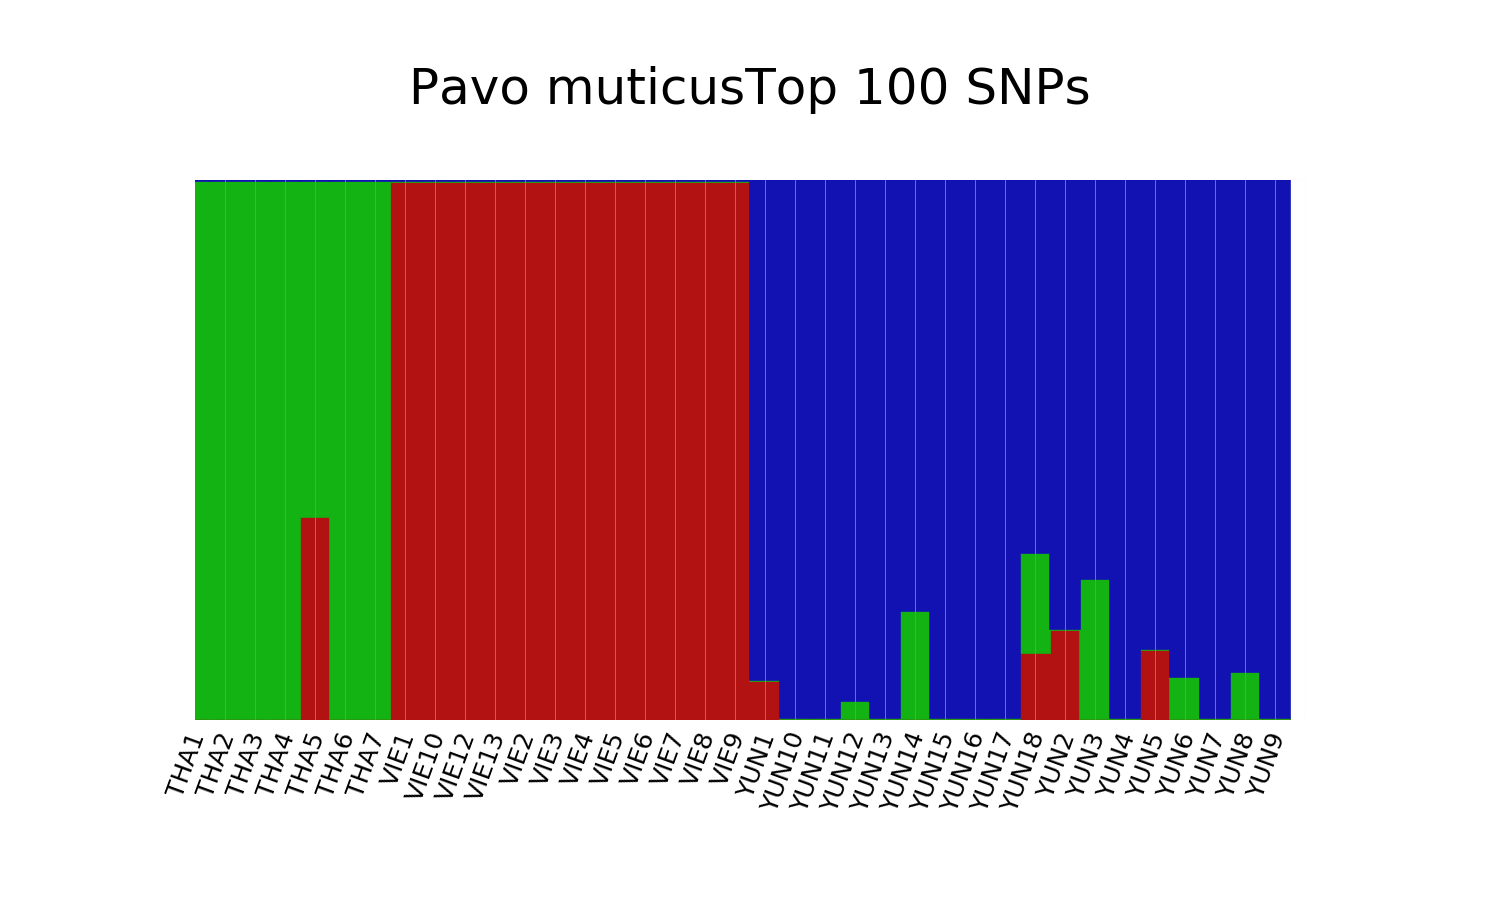 Pavo muticusTop 100 SNPs
THA1
THA2
THA3
THA4
THA5
THA6
THA7
VIE1
VIE10
VIE12
VIE13
VIE2
VIE3
VIE4
VIE5
VIE6
VIE7
VIE8
VIE9
YUN1
YUN10
YUN11
YUN12
YUN13
YUN14
YUN15
YUN16
YUN17
YUN18
YUN2
YUN3
YUN4
YUN5
YUN6
YUN7
YUN8
YUN9